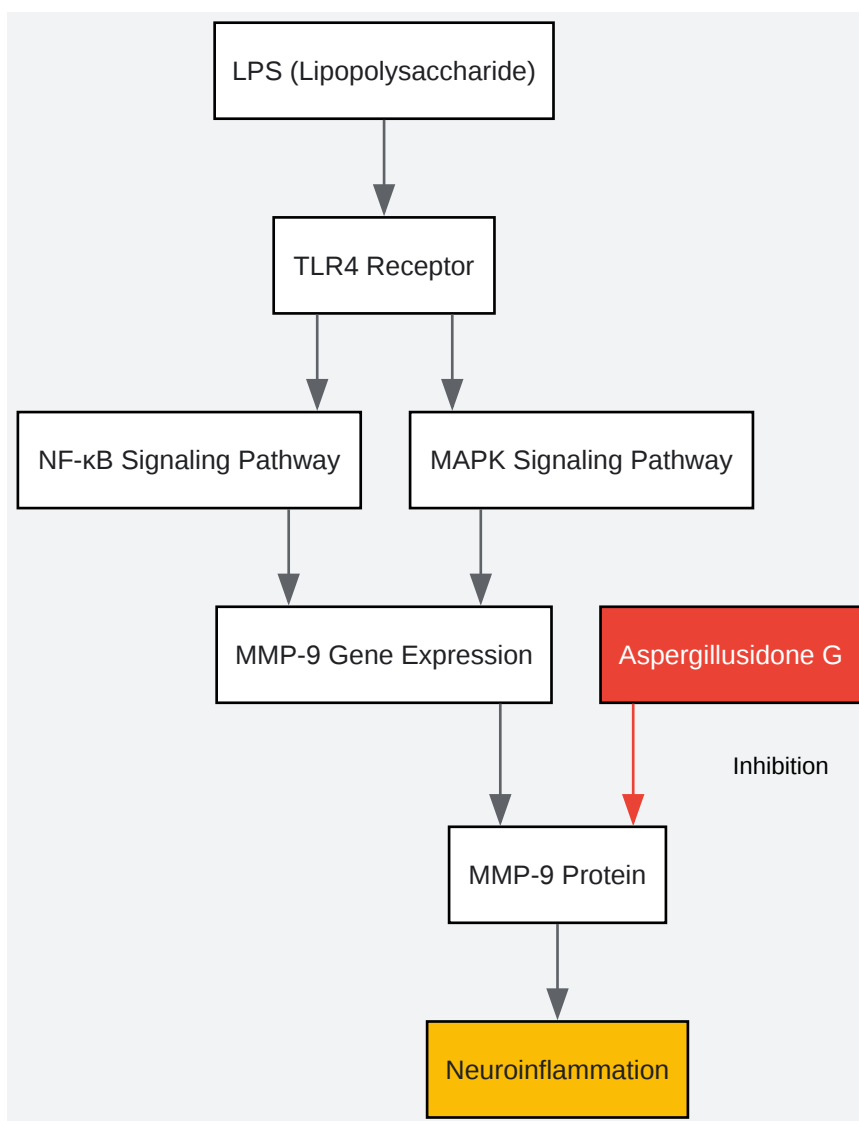 LPS (Lipopolysaccharide)
TLR4 Receptor
NF-κB Signaling Pathway
MAPK Signaling Pathway
MMP-9 Gene Expression
Aspergillusidone G
Inhibition
MMP-9 Protein
Neuroinflammation